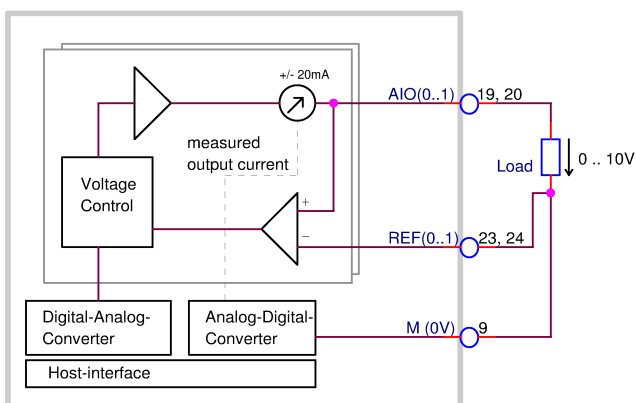 +/- 20mA
AIO(0..1)
19, 20
measured
output current
Load
0 .. 10V
Voltage
Control
+
−
REF(0..1)
23, 24
Digital-Analog-
Converter
Analog-Digital-
Converter
M (0V)
9
Host-interface